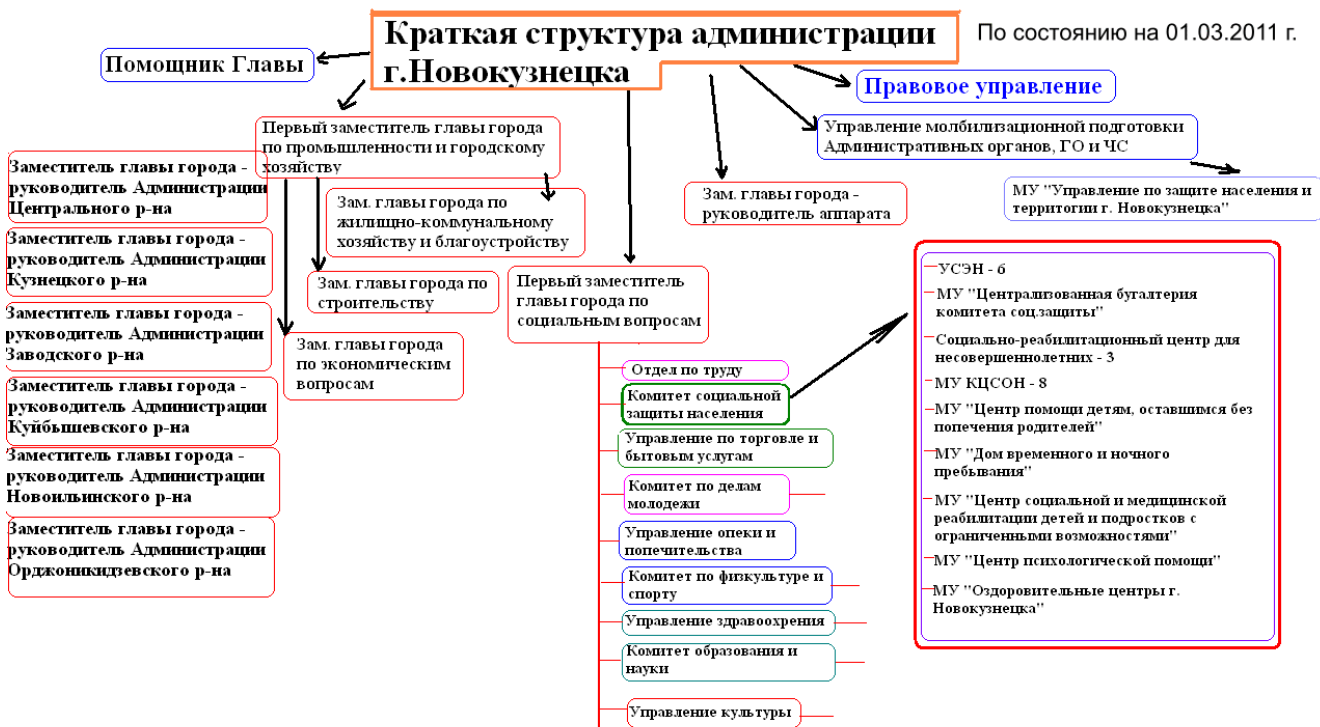 Краткая структура администрации
г.Новокузнецка
По состоянию на 01.03.2011 г.
Помощник Главы
Правовое управление
Управление молбилизационной подготовки
Административных органов, ГО и ЧС
МУ "Управление по защите населения и
территории г. Новокузнецка"
Первый заместитель главы города
по промышленности и городскому
хозяйству
Зам. главы города -
руководитель аппарата
Зам. главы города по
жилищно-коммунальному
хозяйству и благоустройству
Зам. главы города по
строительству
Зам. главы города
по экономическим
вопросам
Заместитель главы города -
руководитель Администрации
Центрального р-на
Заместитель главы города -
руководитель Администрации
Кузнецкого р-на
Заместитель главы города -
руководитель Администрации
Заводского р-на
Заместитель главы города -
руководитель Администрации
Куйбышевского р-на
Заместитель главы города -
руководитель Администрации
Новоильинского р-на
Заместитель главы города -
руководитель Администрации
Орджоникидзевского р-на
Первый заместитель
главы города по
социальным вопросам
Отдел по труду
Комитет социальной
защиты населения
Управление по торговле и
бытовым услугам
Комитет по делам
молодежи
Управление опеки и
попечительства
Комитет по физкультуре и
спорту
Управление здравоохрения
Комитет образования и
науки
Управление культуры
УСЭН - 6
МУ "Централизованная бугалтерия
комитета соц.защиты"
Социально-реабилитационный центр для
несовершеннолетних - 3
МУ КЦСОН - 8
МУ "Центр помощи детям, оставшимся без
попечения родителей"
МУ "Дом временного и ночного
пребывания"
МУ "Центр социальной и медицинской
реабилитации детей и подростков с
ограниченными возможностями"
МУ "Центр психологической помощи"
МУ "Оздоровительные центры г.
Новокузнецка"